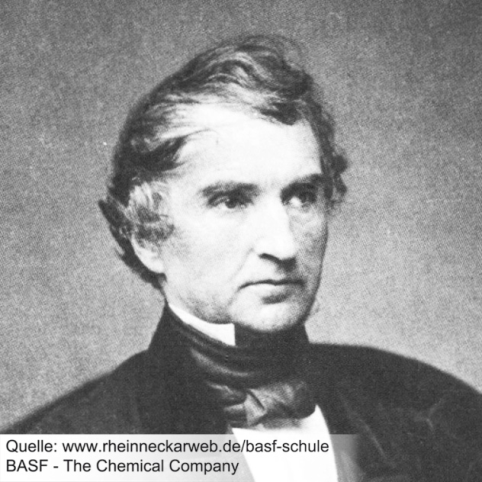 Quelle: www.rheinneckarweb.de/basf-schule
BASF - The Chemical Company